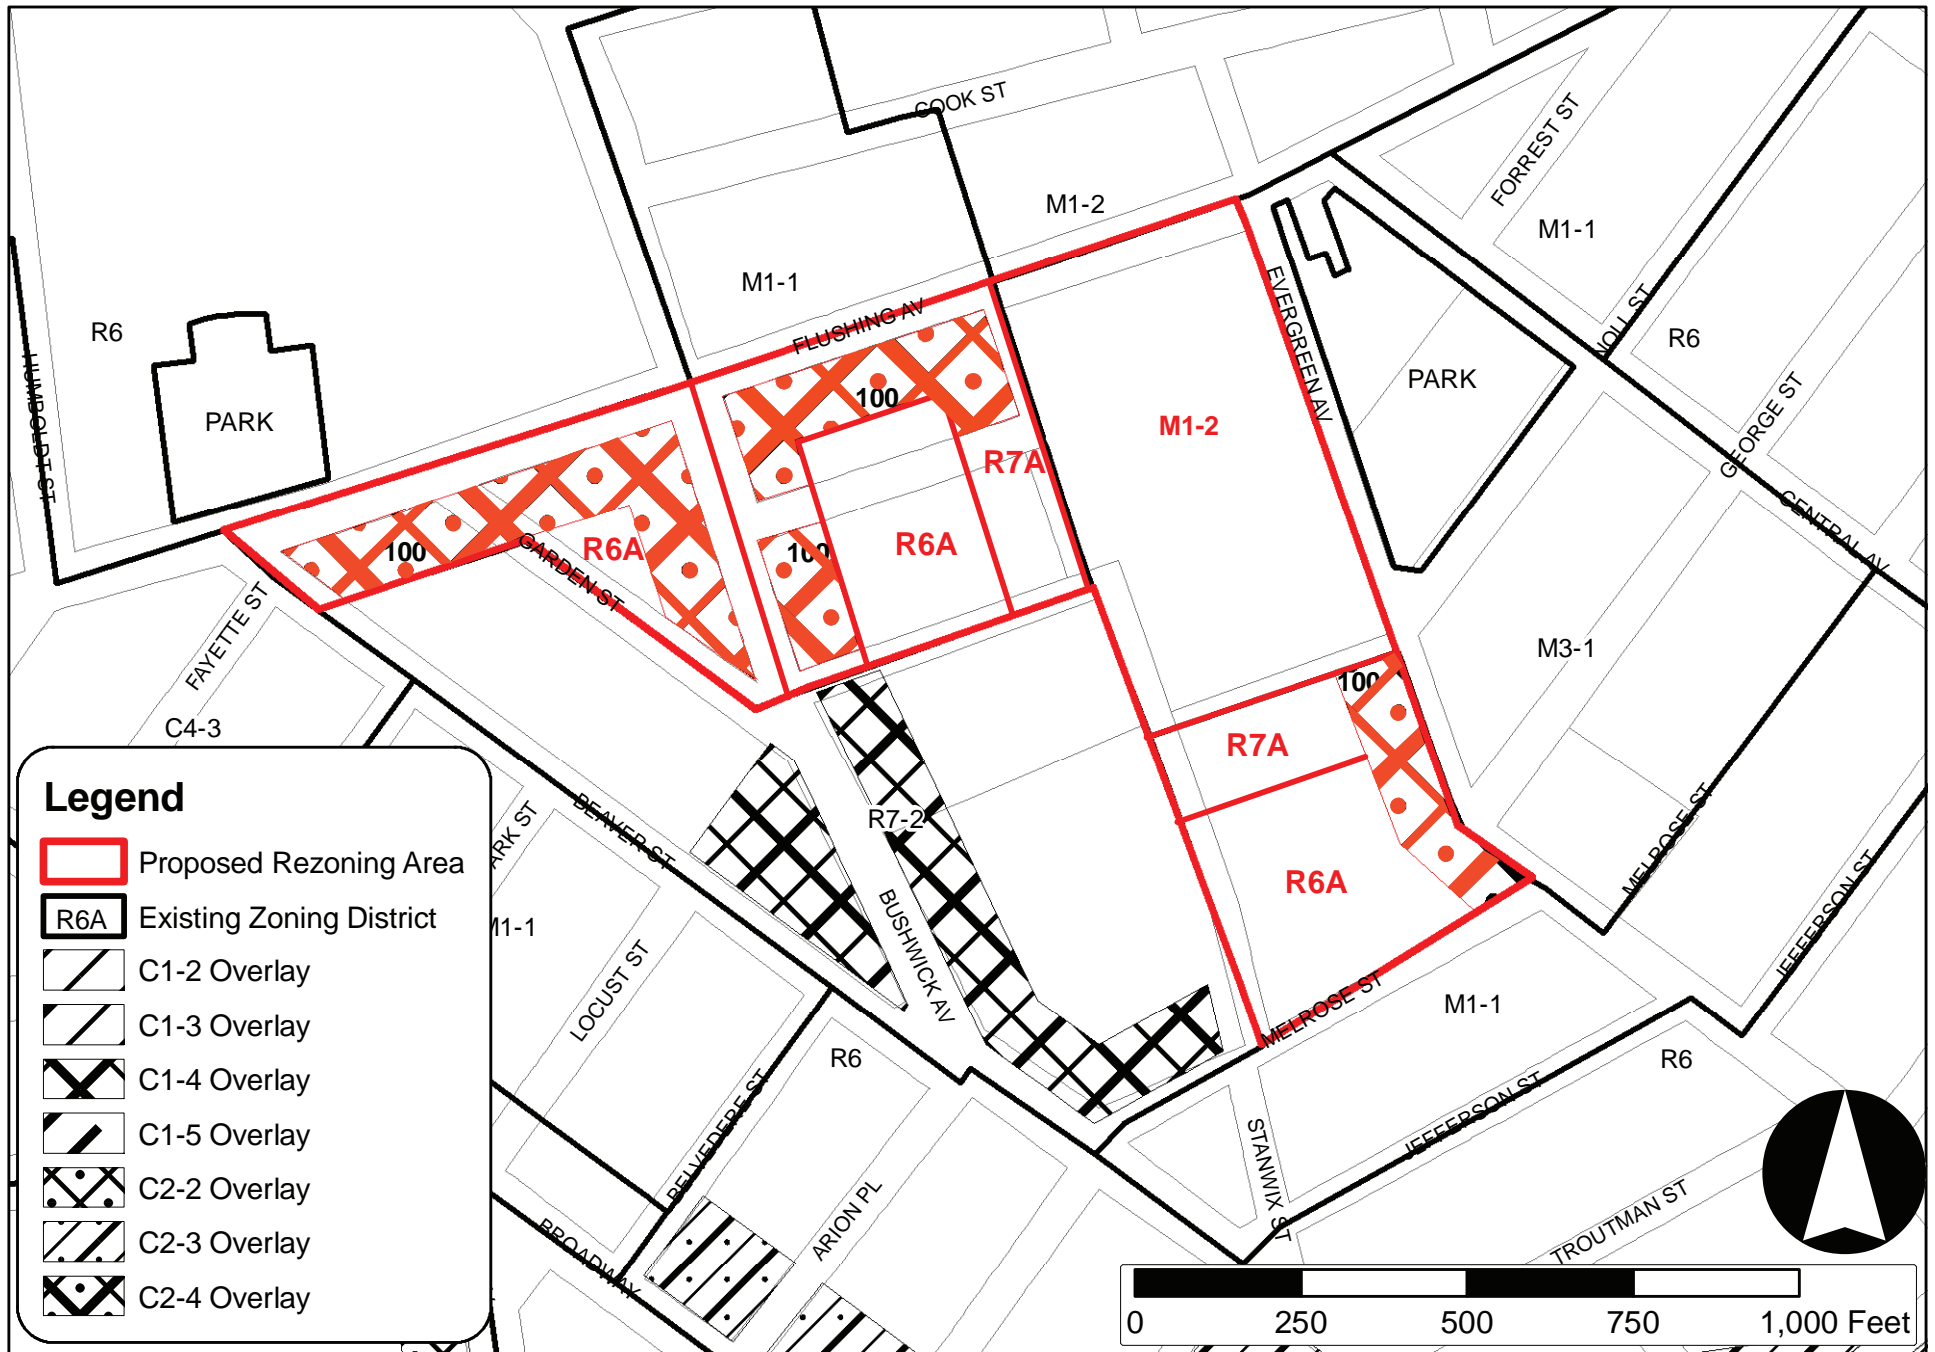 COOK ST
FORREST ST
M1-2
M1-1
M1-1
EVERGREEN AV
NOLL ST
R6
FLUSHING AV
R6
HUMBOLDT ST
PARK
PARK
GEORGE ST
100
M1-2
R7A
CENTRAL AV
100
R6A
GARDEN ST
100
R6A
FAYETTE ST
M3-1
100
C4-3
R7A
BEAVER ST
R7-2
MELROSE ST
R6A
JEFFERSON ST
BUSHWICK AV
ARK ST
M1-1
LOCUST ST
MELROSE ST
M1-1
R6
R6
BELVEDERE ST
JEFFERSON ST
STANWIX ST
ARION PL
TROUTMAN ST
BROADWAY
Legend
Proposed Rezoning Area
R6A Existing Zoning District
C1-2 Overlay
C1-3 Overlay
C1-4 Overlay
C1-5 Overlay
C2-2 Overlay
C2-3 Overlay
C2-4 Overlay
0 250 500 750 1,000 Feet